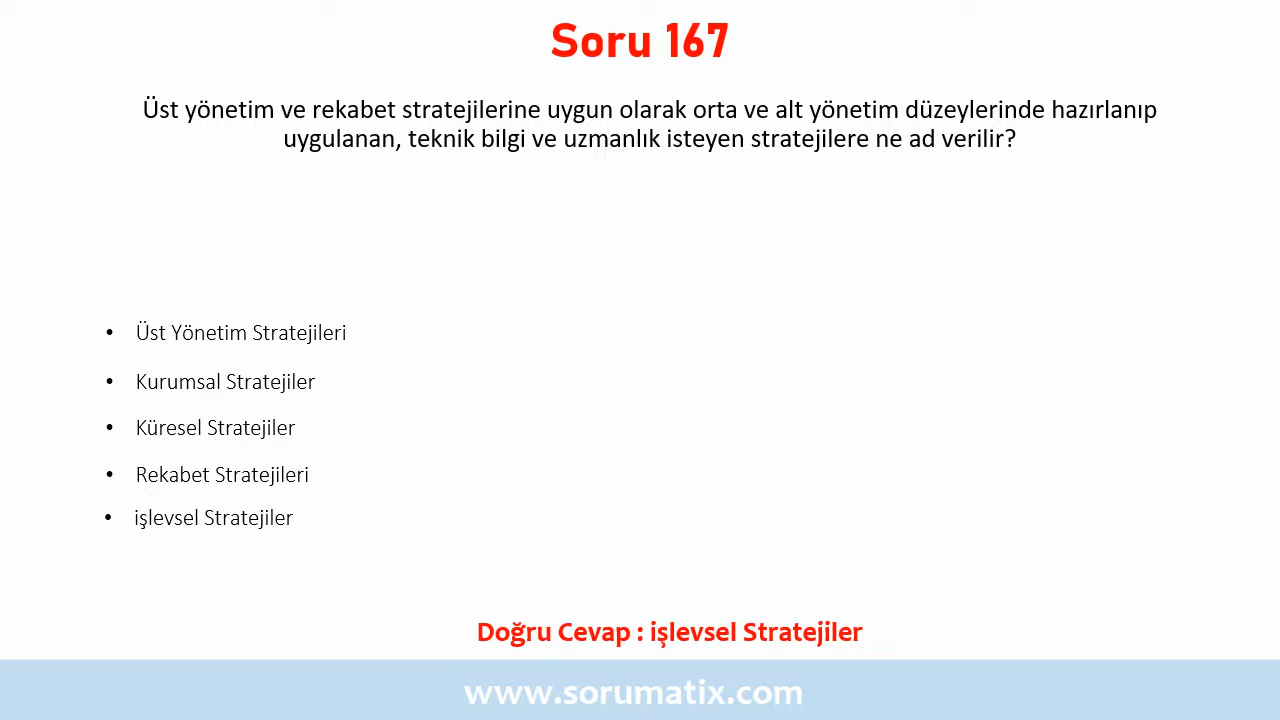 Soru 167
Üst yönetim ve rekabet stratejilerine uygun olarak orta ve alt yönetim düzeylerinde hazırlanıp
uygulanan, teknik bilgi ve uzmanlık isteyen stratejilere ne ad verilir?
• Üst Yönetim Stratejileri
• Kurumsal Stratejiler
• Küresel Stratejiler
• Rekabet Stratejileri
• işlevsel Stratejiler
Doğru Cevap : işlevsel Stratejiler
www.sorumatix.com